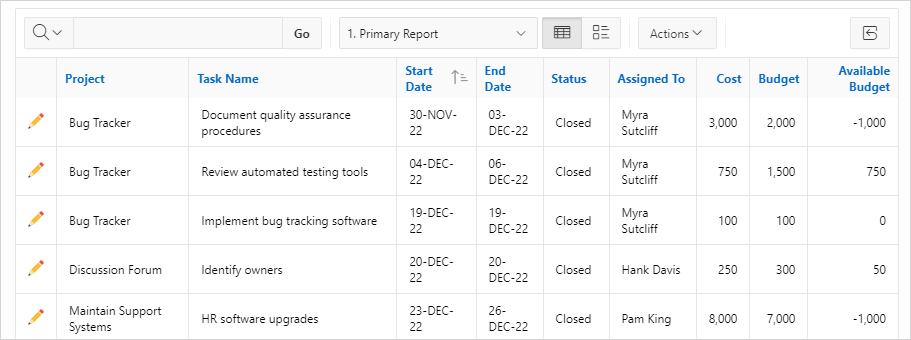 Go 1. Primary Report Actions
Project Task Name Start Date End Date Status Assigned To Cost Budget Available Budget
Bug Tracker Document quality assurance procedures 30-NOV-22 03-DEC-22 Closed Myra Sutcliff 3,000 2,000 -1,000
Bug Tracker Review automated testing tools 04-DEC-22 06-DEC-22 Closed Myra Sutcliff 750 1,500 750
Bug Tracker Implement bug tracking software 19-DEC-22 19-DEC-22 Closed Myra Sutcliff 100 100 0
Discussion Forum Identify owners 20-DEC-22 20-DEC-22 Closed Hank Davis 250 300 50
Maintain Support Systems HR software upgrades 23-DEC-22 26-DEC-22 Closed Pam King 8,000 7,000 -1,000